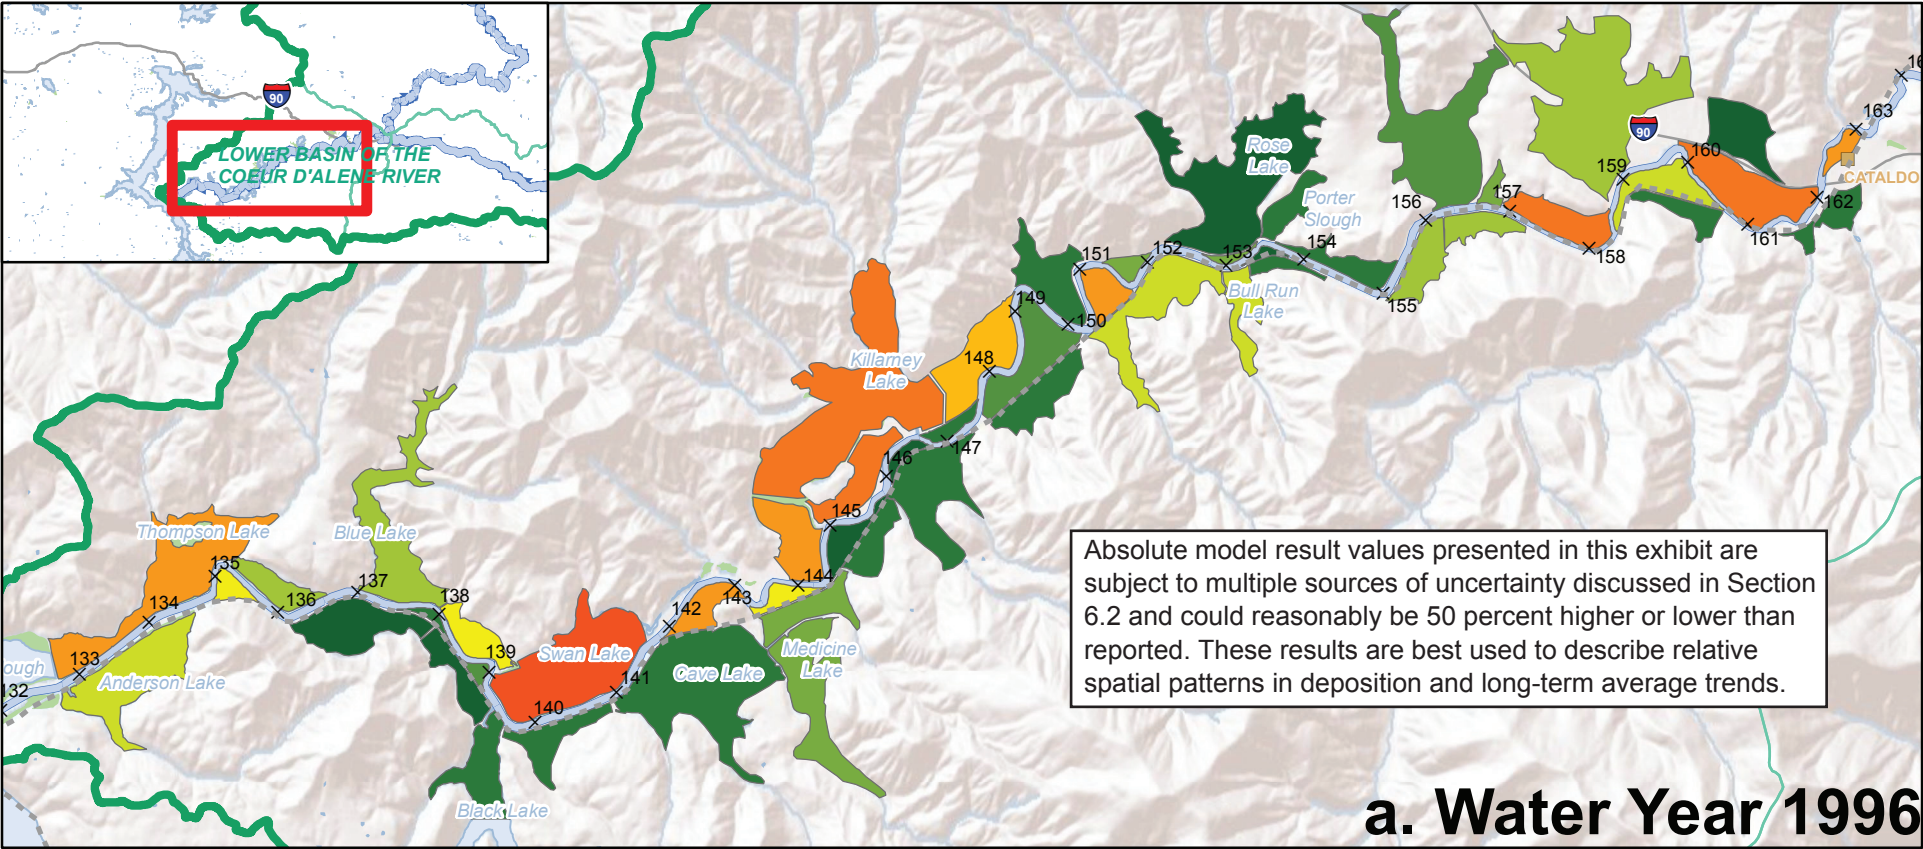 90
LOWER BASIN OF THE
COEUR D'ALENE RIVER
163
90
160
159
CATALDO
162
161
157
156
158
Rose
Lake
Porter
Slough
154
153
152
151
155
Bull Run
Lake
149
150
148
Killarney
Lake
147
146
145
144
143
142
141
140
139
138
137
136
135
134
133
132
ough
Thompson Lake
Blue Lake
Anderson Lake
Swan Lake
Cave Lake
Medicine
Lake
Black Lake
Absolute model result values presented in this exhibit are
subject to multiple sources of uncertainty discussed in Section
6.2 and could reasonably be 50 percent higher or lower than
reported. These results are best used to describe relative
spatial patterns in deposition and long-term average trends.
a. Water Year 1996